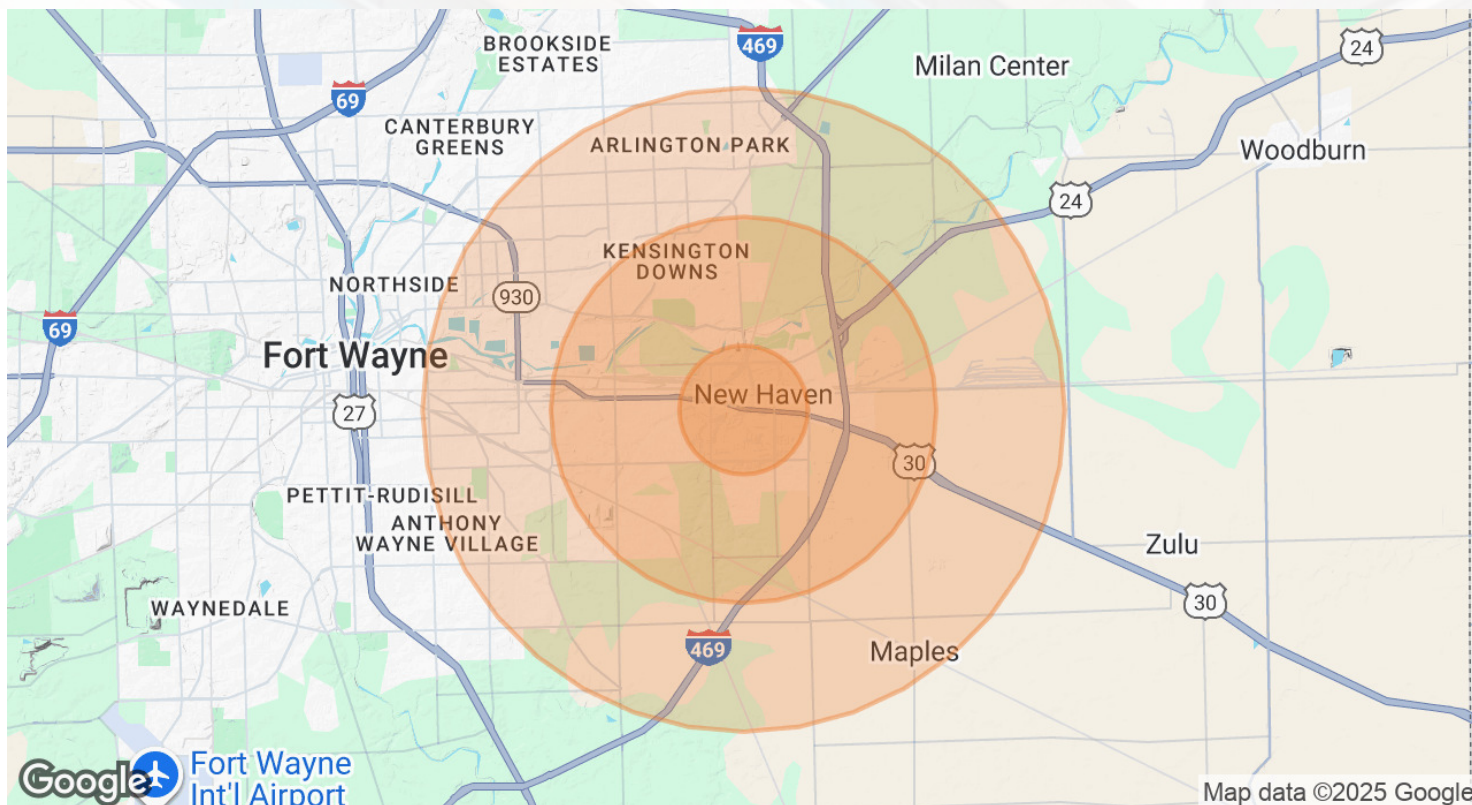 BROOKSIDE
ESTATES
469
Milan Center
24
69
CANTERBURY
GREENS
ARLINGTON PARK
Woodburn
24
KENSINGTON
DOWNS
NORTHSIDE
930
69
Fort Wayne
New Haven
27
30
PETTIT-RUDISILL
ANTHONY
WAYNE VILLAGE
Zulu
WAYNEDALE
30
469
Maples
Google
Fort Wayne
Int'l Airport
Map data ©2025 Google